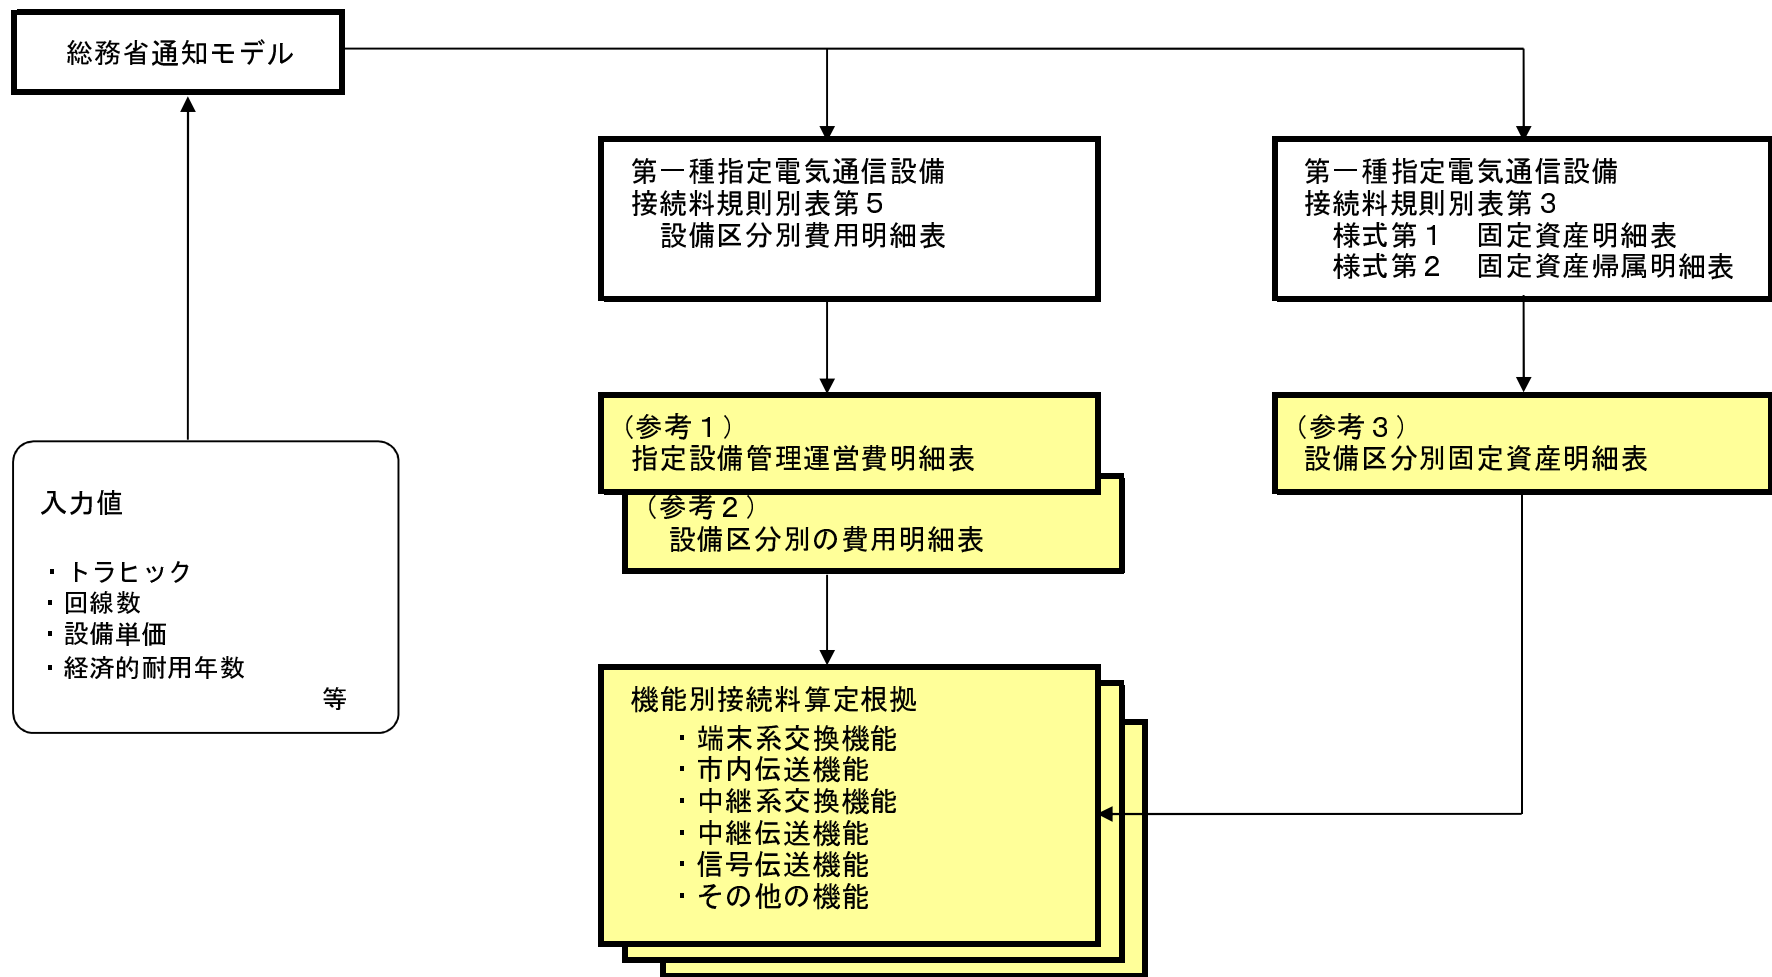 総務省通知モデル
第一種指定電気通信設備
接続料規則別表第５
設備区分別費用明細表
第一種指定電気通信設備
接続料規則別表第３
様式第１　固定資産明細表
様式第２　固定資産帰属明細表
（参考１）
指定設備管理運営費明細表
（参考２）
設備区分別の費用明細表
（参考３）
設備区分別固定資産明細表
入力値
・トラヒック
・回線数
・設備単価
・経済的耐用年数
等
機能別接続料算定根拠
・端末系交換機能
・市内伝送機能
・中継系交換機能
・中継伝送機能
・信号伝送機能
・その他の機能